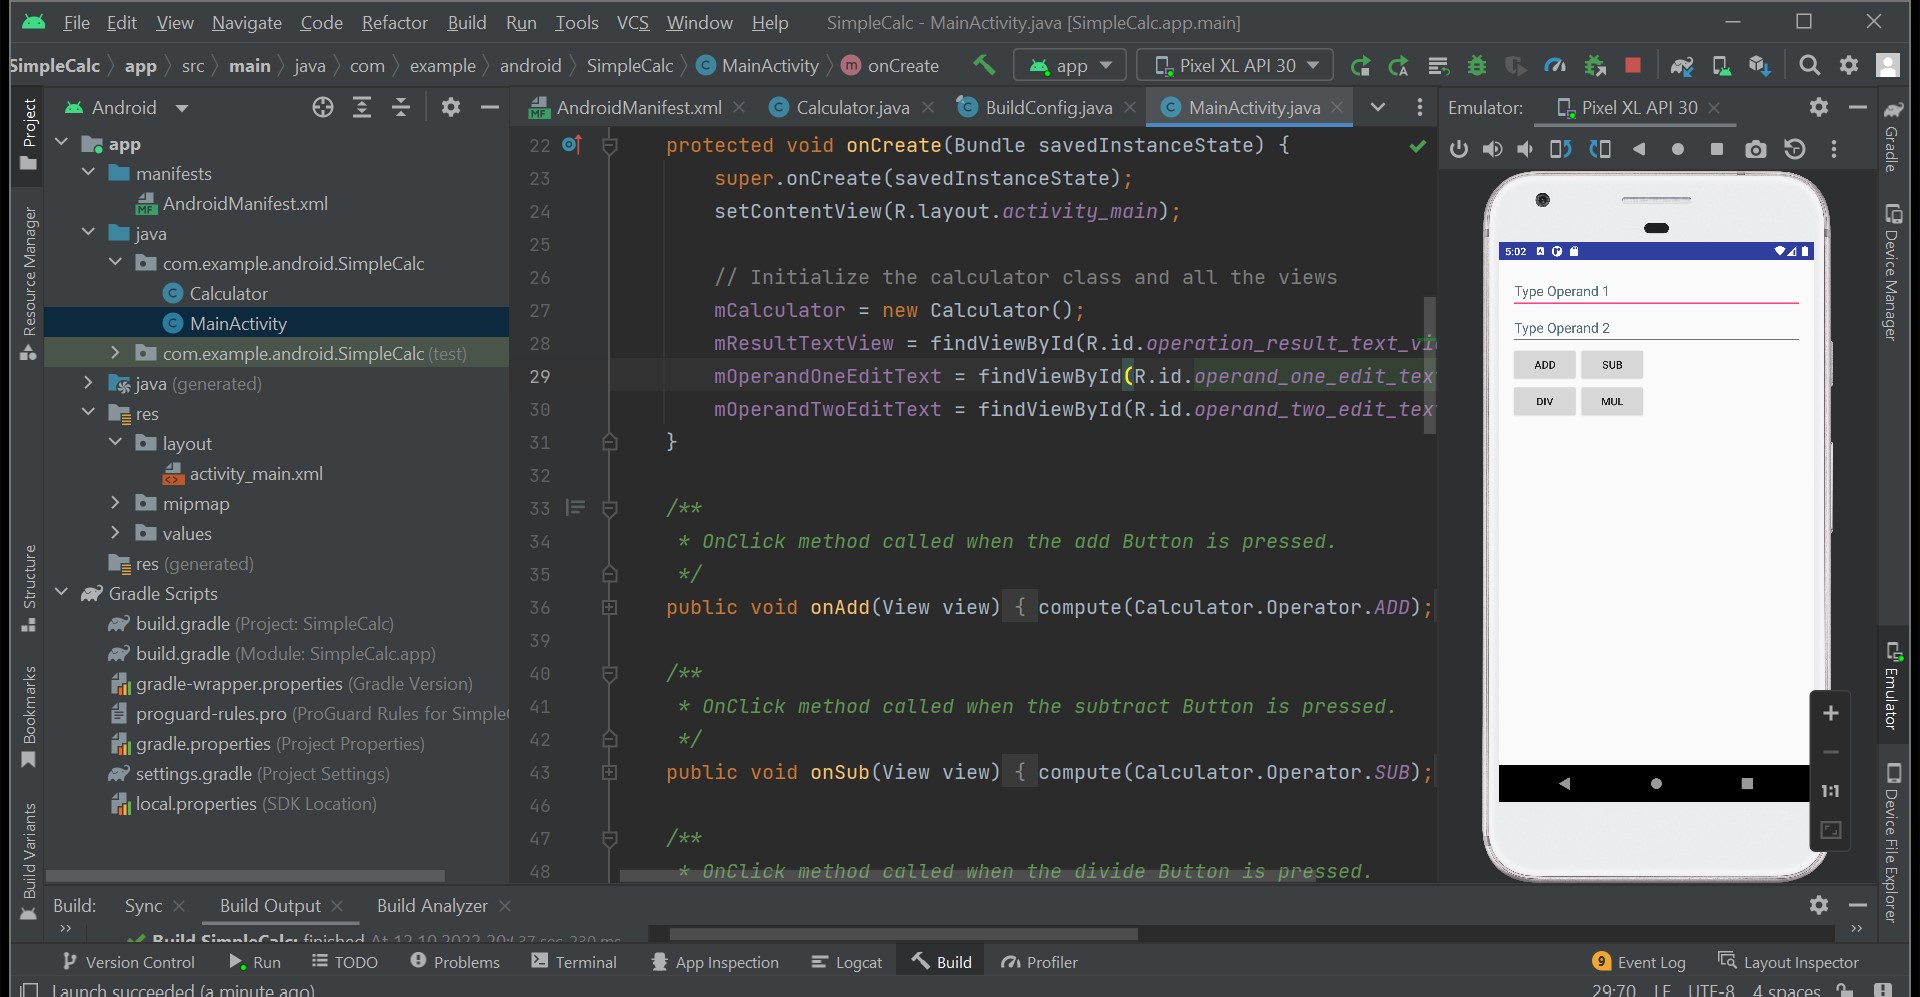 File Edit View Navigate Code Refactor Build Run Tools VCS Window Help SimpleCalc - MainActivity.java [SimpleCalc.app.main]
SimpleCalc app src main java com example android SimpleCalc MainActivity onCreate app Pixel XL API 30
Project
Resource Manager
Structure
Bookmarks
Build Variants
Android
app
manifests
AndroidManifest.xml
java
com.example.android.SimpleCalc
Calculator
MainActivity
com.example.android.SimpleCalc (test)
java (generated)
res
layout
activity_main.xml
mipmap
values
res (generated)
Gradle Scripts
build.gradle (Project: SimpleCalc)
build.gradle (Module: SimpleCalc.app)
gradle-wrapper.properties (Gradle Version)
proguard-rules.pro (ProGuard Rules for Simple
gradle.properties (Project Properties)
settings.gradle (Project Settings)
local.properties (SDK Location)
AndroidManifest.xml Calculator.java BuildConfig.java MainActivity.java
22 protected void onCreate(Bundle savedInstanceState) {
23 super.onCreate(savedInstanceState);
24 setContentView(R.layout.activity_main);
25
26 // Initialize the calculator class and all the views
27 mCalculator = new Calculator();
28 mResultTextView = findViewById(R.id.operation_result_text_vi
29 mOperandOneEditText = findViewById(R.id.operand_one_edit_tex
30 mOperandTwoEditText = findViewById(R.id.operand_two_edit_tex
31 }
32
33 /**
34 * OnClick method called when the add Button is pressed.
35 */
36 public void onAdd(View view) { compute(Calculator.Operator.ADD);
39
40 /**
41 * OnClick method called when the subtract Button is pressed.
42 */
43 public void onSub(View view) { compute(Calculator.Operator.SUB);
46
47 /**
48 * OnClick method called when the divide Button is pressed.
Emulator: Pixel XL API 30
5:02
Type Operand 1
Type Operand 2
ADD SUB
DIV MUL
1:1
Gradle
Device Manager
Emulator
Device File Explorer
Build: Sync Build Output Build Analyzer
Build SimpleCalc: finished At 12.10.2022 20:0 37 sec, 230 ms
Version Control Run TODO Problems Terminal App Inspection Logcat Build Profiler 9 Event Log Layout Inspector
Launch succeeded (a minute ago) 29:70 LF UTF-8 4 spaces